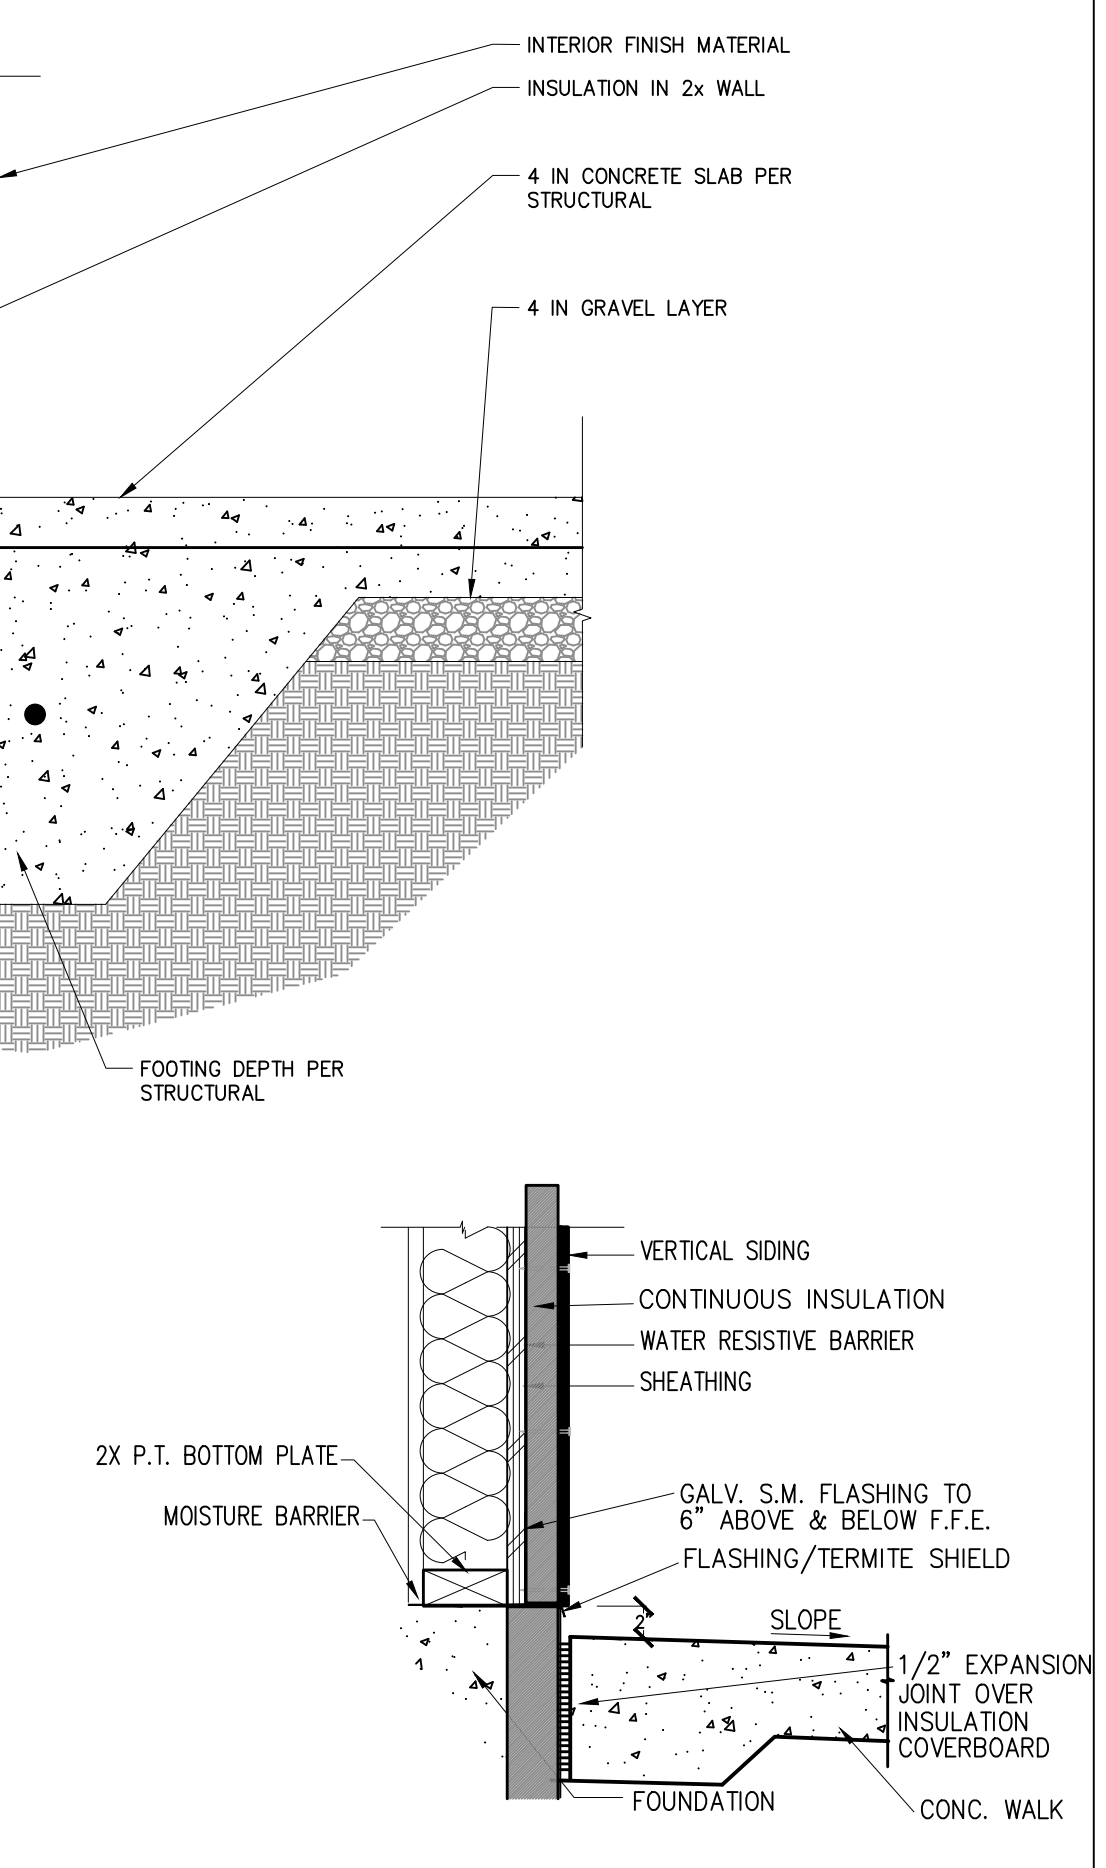 INTERIOR FINISH MATERIAL
INSULATION IN 2x WALL
4 IN CONCRETE SLAB PER
STRUCTURAL
4 IN GRAVEL LAYER
FOOTING DEPTH PER
STRUCTURAL
VERTICAL SIDING
CONTINUOUS INSULATION
WATER RESISTIVE BARRIER
SHEATHING
2X P.T. BOTTOM PLATE
MOISTURE BARRIER
GALV. S.M. FLASHING TO
6" ABOVE & BELOW F.F.E.
FLASHING/TERMITE SHIELD
2"
SLOPE
1/2" EXPANSION
JOINT OVER
INSULATION
COVERBOARD
FOUNDATION
CONC. WALK